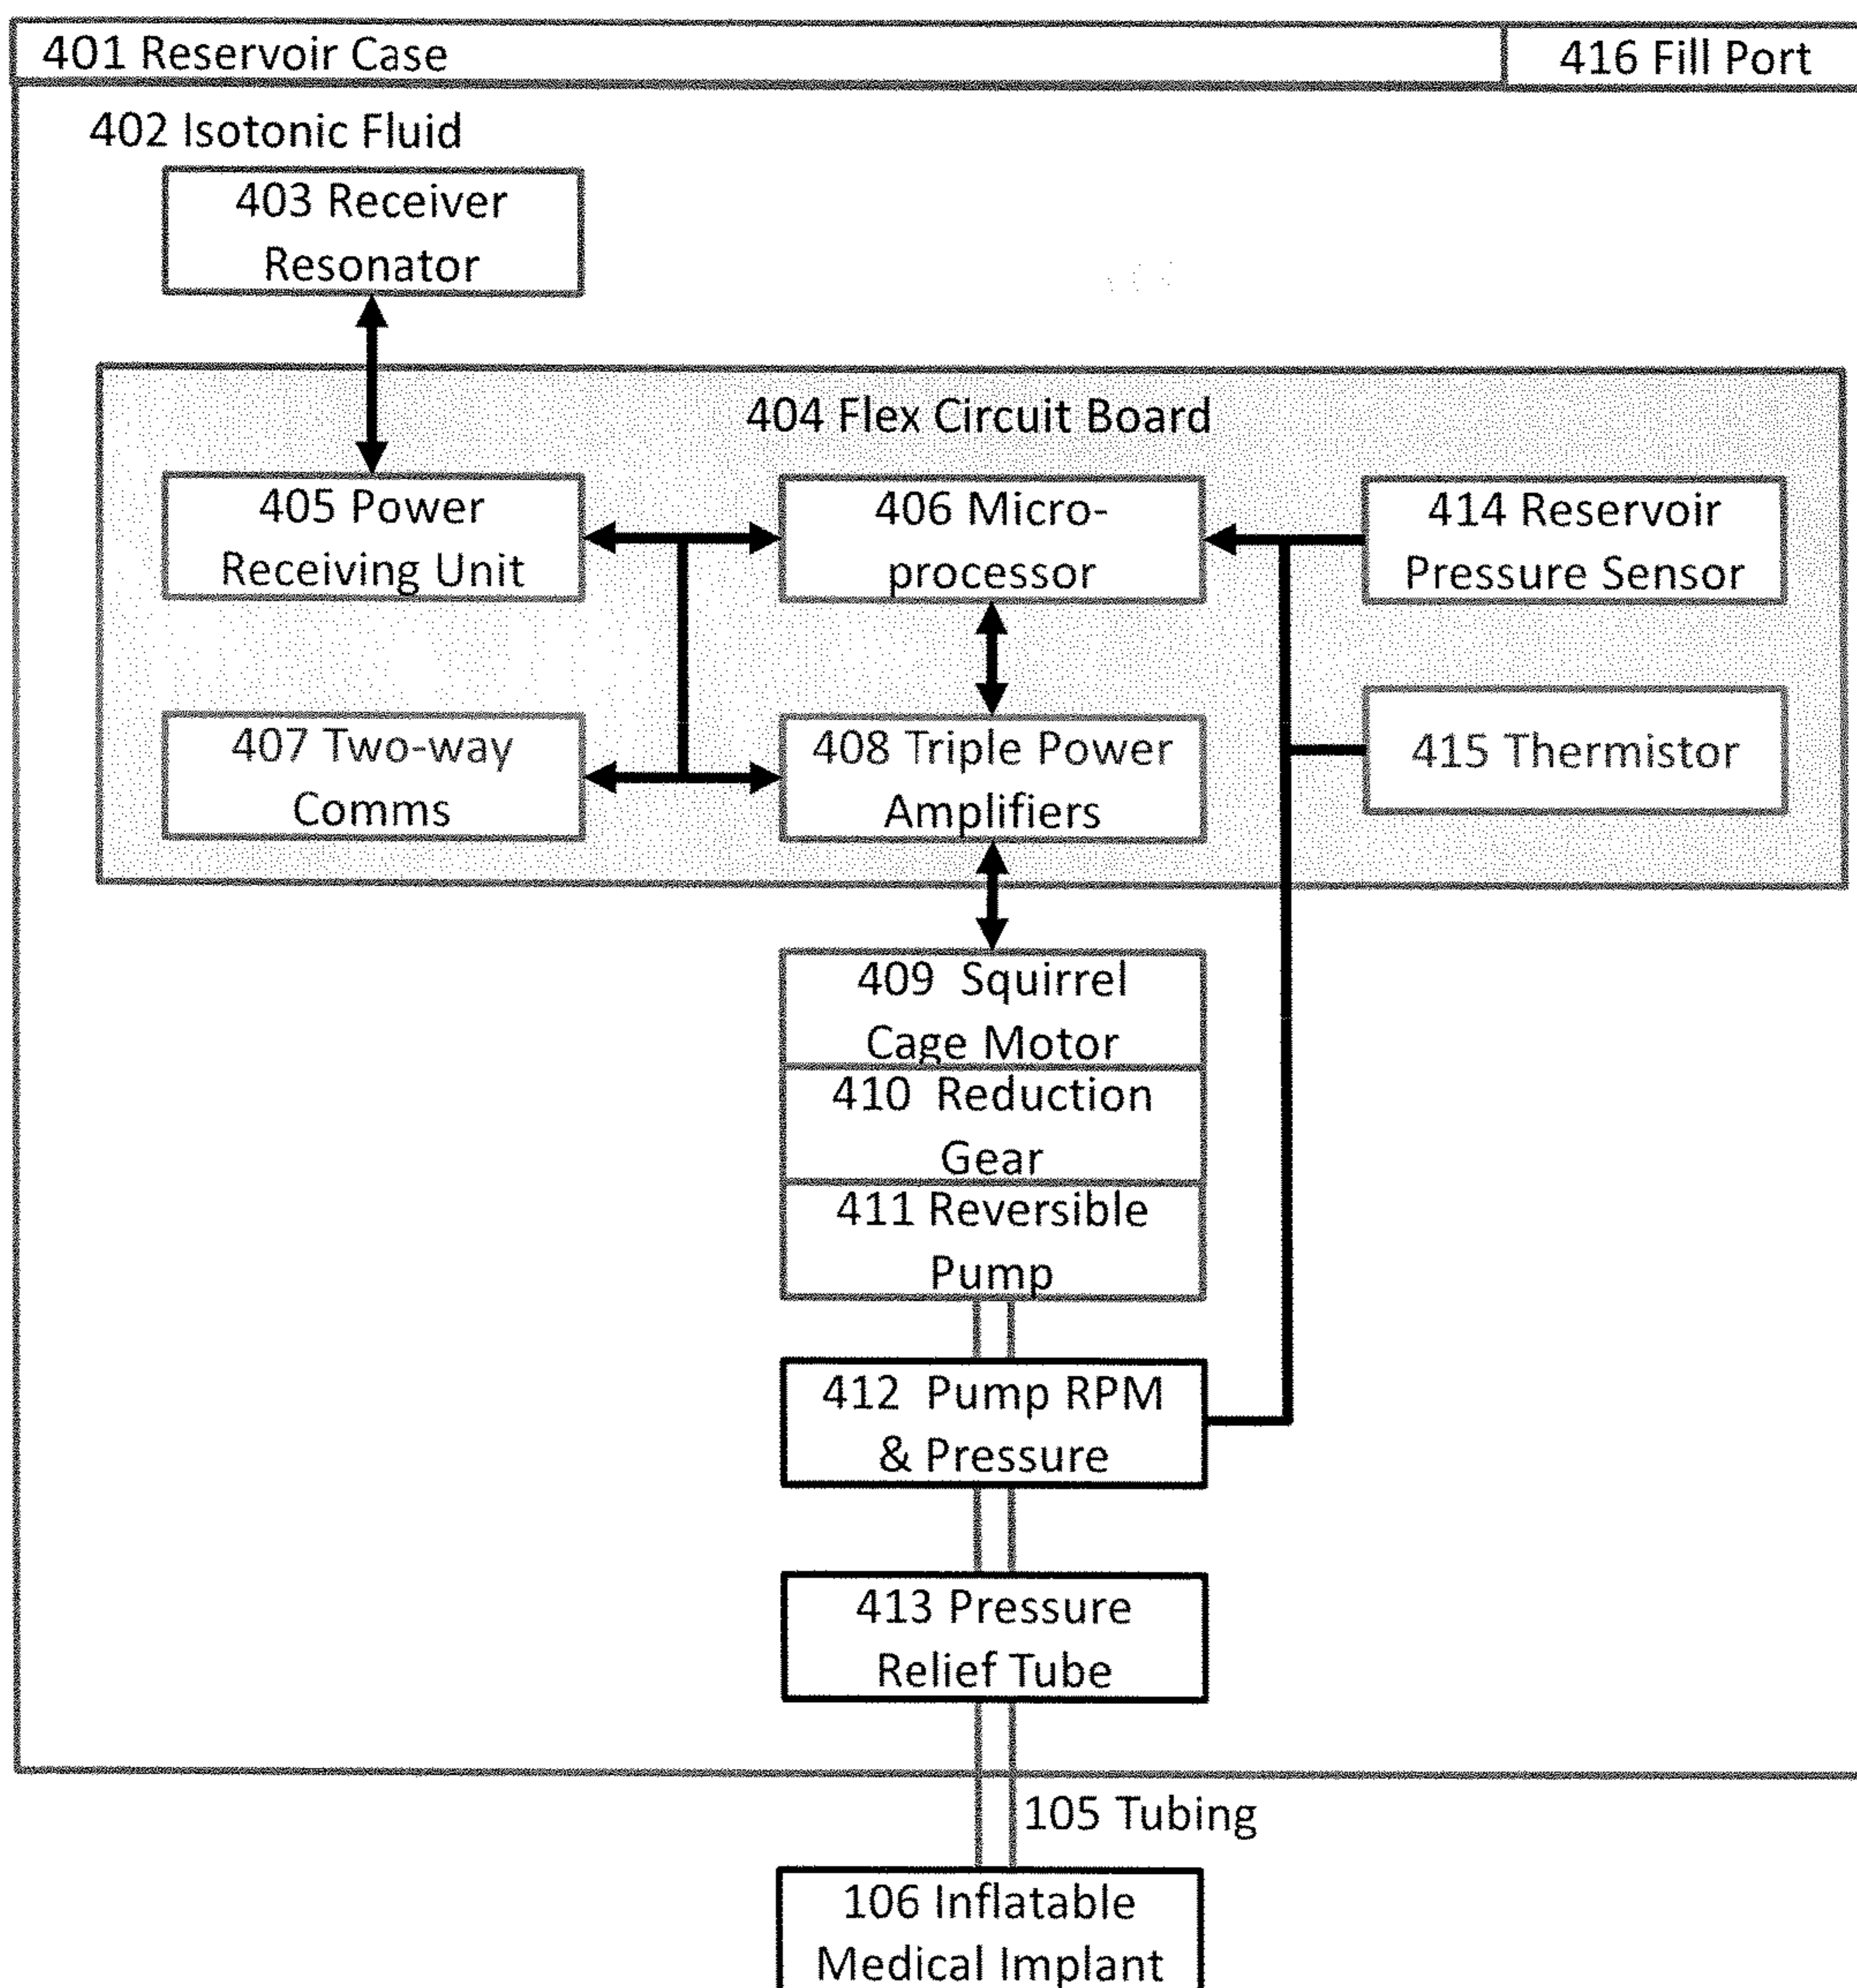 401 Reservoir Case
416 Fill Port
402 Isotonic Fluid
403 Receiver
Resonator
404 Flex Circuit Board
405 Power
Receiving Unit
406 Micro-
processor
414 Reservoir
Pressure Sensor
407 Two-way
Comms
408 Triple Power
Amplifiers
415 Thermistor
409 Squirrel
Cage Motor
410 Reduction
Gear
411 Reversible
Pump
412 Pump RPM
& Pressure
413 Pressure
Relief Tube
105 Tubing
106 Inflatable
Medical Implant